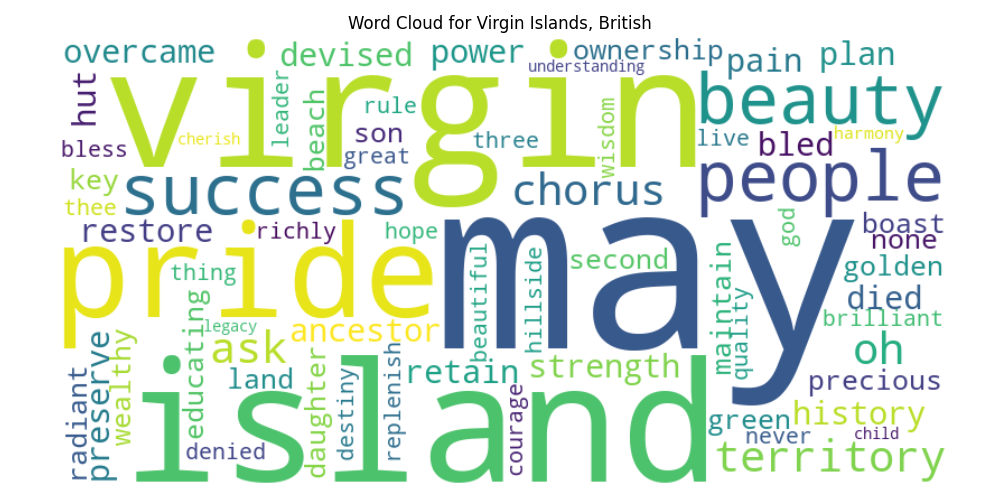 Word Cloud for Virgin Islands, British
overcame
devised
power
ownership
understanding
pain
plan
hut
virgin
leader
beach
rule
cherish
son
three
wisdom
beauty
live
bled
harmony
bless
great
key
success
chorus
people
thee
restore
richly
hope
god
boast
none
pride
may
thing
beautiful
hillside
second
maintain
quality
golden
died
brilliant
educating
legacy
ancestor
ask
oh
radiant
preserve
wealthy
land
daughter
destiny
replenish
retain
strength
precious
island
courage
green
history
denied
never
child
territory